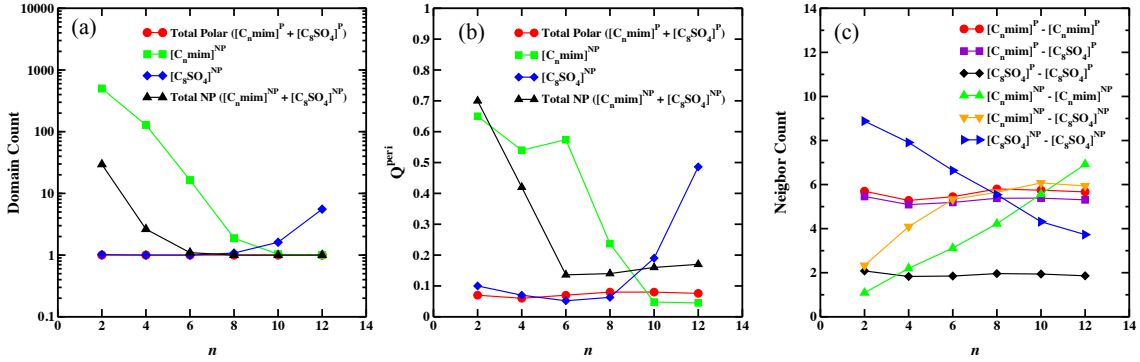 (a)
Total Polar ([Cnmim]P + [C8SO4]P)
[Cnmim]NP
[C8SO4]NP
Total NP ([Cnmim]NP + [C8SO4]NP)
10000
1000
100
10
1
0.1
Domain Count
0 2 4 6 8 10 12 14
n
(b)
Total Polar ([Cnmim]P + [C8SO4]P)
[Cnmim]NP
[C8SO4]NP
Total NP ([Cnmim]NP + [C8SO4]NP)
1
0.9
0.8
0.7
0.6
0.5
0.4
0.3
0.2
0.1
0
Qperi
0 2 4 6 8 10 12 14
n
(c)
[Cnmim]P - [Cnmim]P
[Cnmim]P - [C8SO4]P
[C8SO4]P - [C8SO4]P
[Cnmim]NP - [Cnmim]NP
[Cnmim]NP - [C8SO4]NP
[C8SO4]NP - [C8SO4]NP
14
12
10
8
6
4
2
0
Neigbor Count
0 2 4 6 8 10 12 14
n